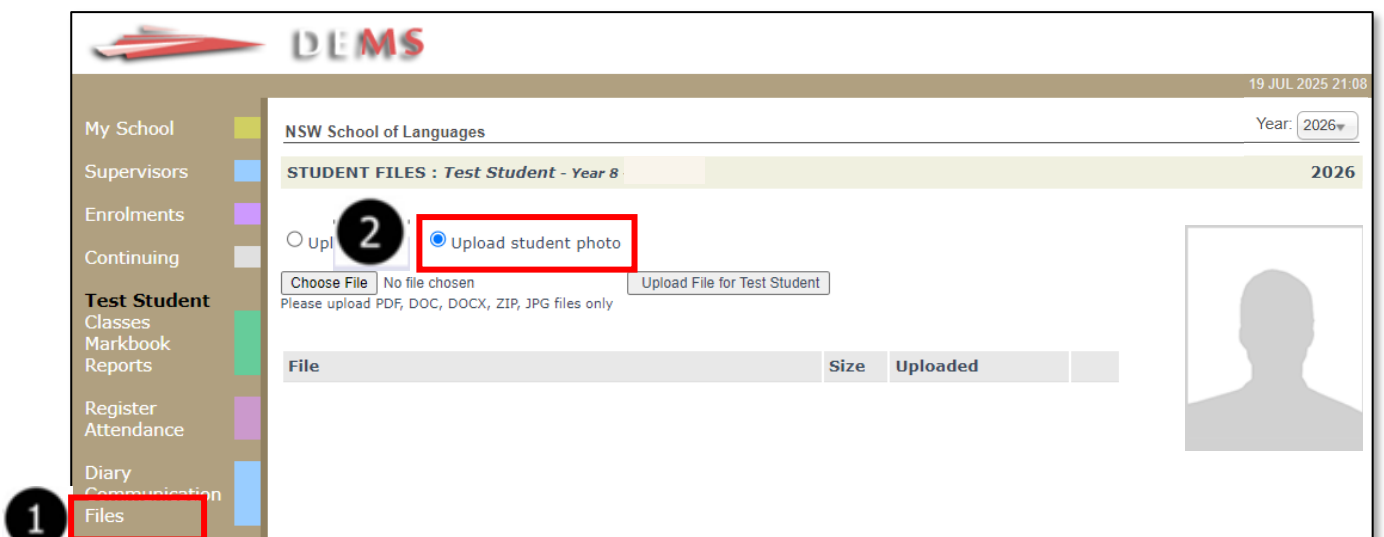 DEMS
19 JUL 2025 21:08
My School
Supervisors
Enrolments
Continuing
Test Student
Classes
Markbook
Reports
Register
Attendance
Diary
Communication
Files
1
NSW School of Languages
Year: 2026
STUDENT FILES : Test Student - Year 8
2026
Upl
2
Upload student photo
Choose File No file chosen
Upload File for Test Student
Please upload PDF, DOC, DOCX, ZIP, JPG files only
File Size Uploaded